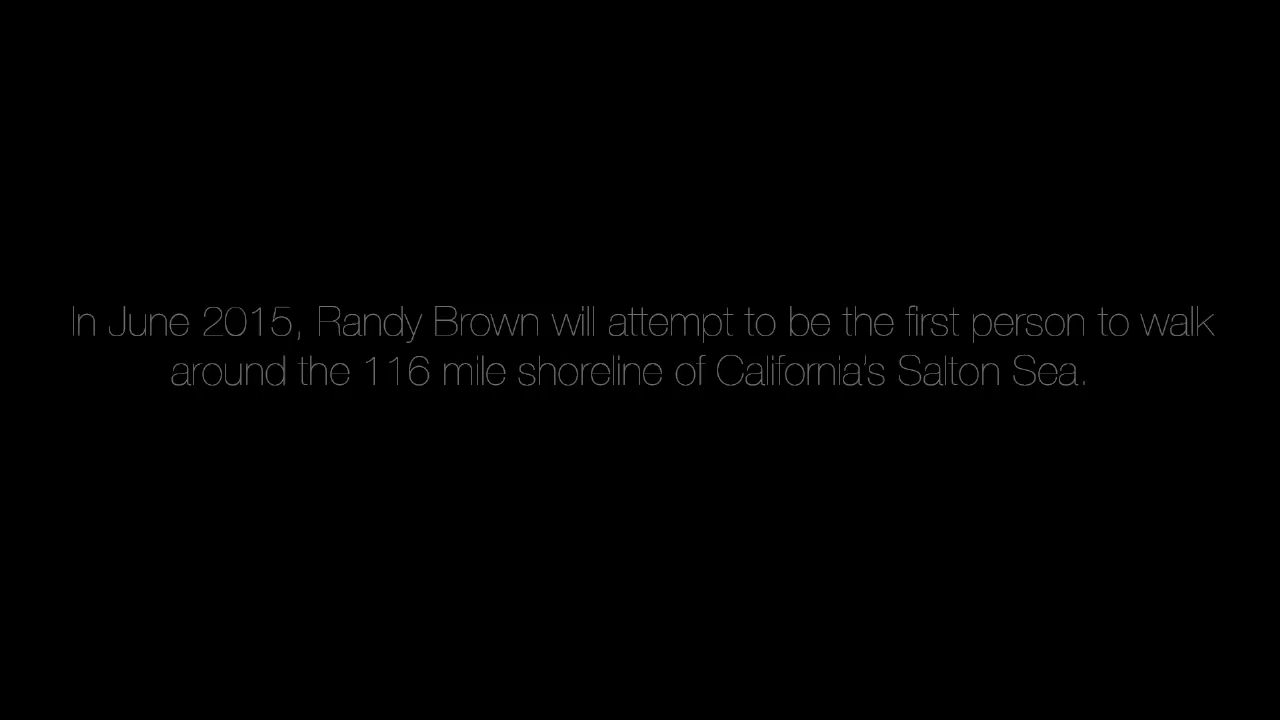 In June 2015, Randy Brown will attempt to be the first person to walk
around the 116 mile shoreline of California's Salton Sea.